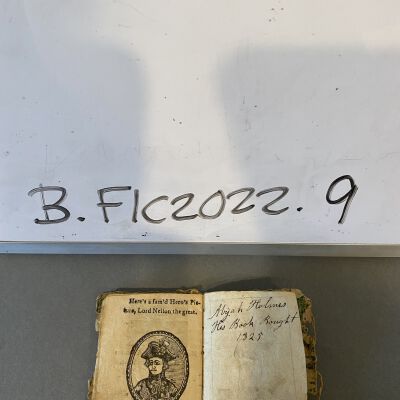 B.FIC2022.9
Here's a fam'd Hero's Pic-
ture, Lord Nelson the great.
Abijah Holmes
His Book Bought
1825